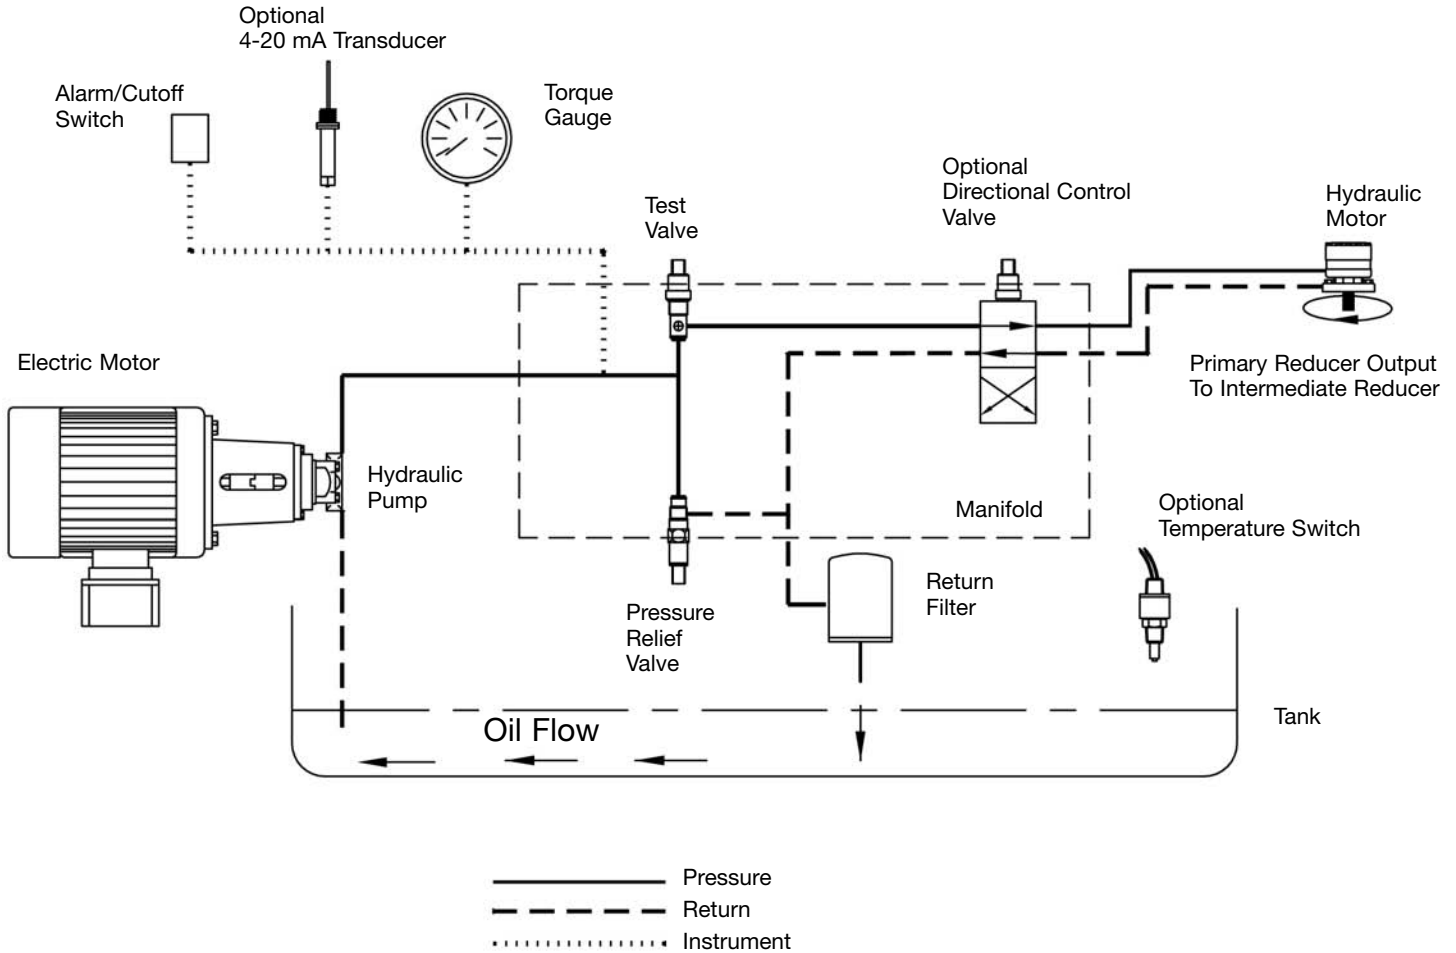 Optional
4-20 mA Transducer
Alarm/Cutoff
Switch
Torque
Gauge
Test
Valve
Optional
Directional Control
Valve
Hydraulic
Motor
Electric Motor
Primary Reducer Output
To Intermediate Reducer
Hydraulic
Pump
Manifold
Optional
Temperature Switch
Return
Filter
Pressure
Relief
Valve
Oil Flow
Tank
Pressure
Return
Instrument